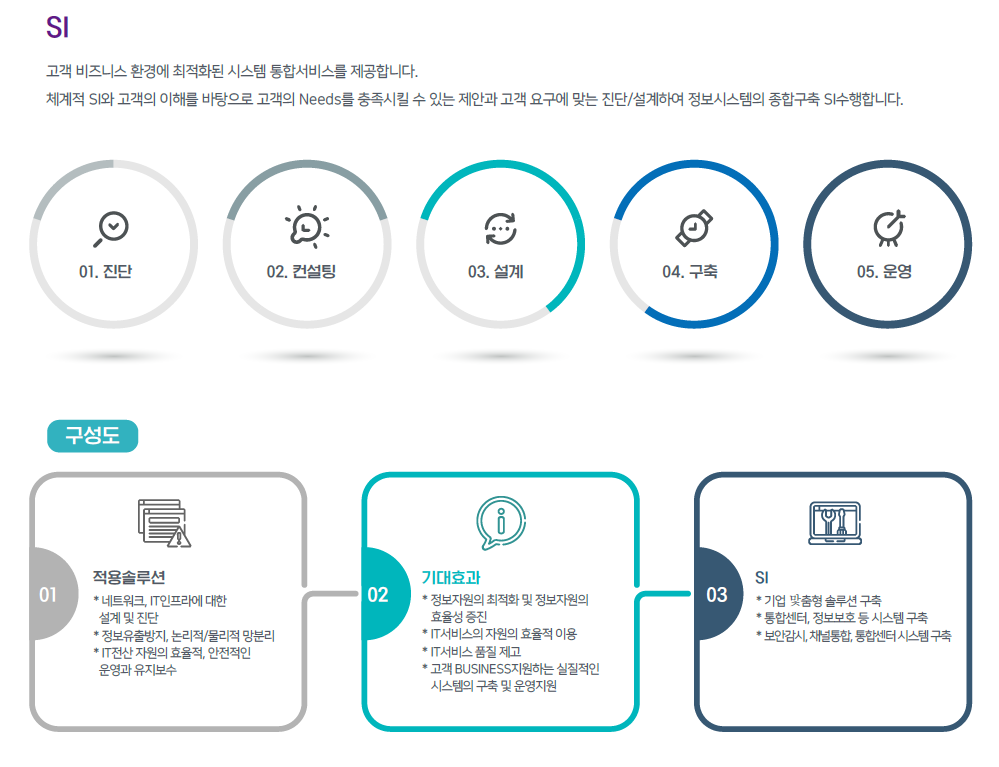 SI
고객 비즈니스 환경에 최적화된 시스템 통합서비스를 제공합니다.
체계적 SI와 고객의 이해를 바탕으로 고객의 Needs를 충족시킬 수 있는 제안과 고객 요구에 맞는 진단/설계하여 정보시스템의 종합구축 SI수행합니다.
01. 진단
02. 컨설팅
03. 설계
04. 구축
05. 운영
구성도
01
적용솔루션
* 네트워크, IT인프라에 대한
설계 및 진단
* 정보유출방지, 논리적/물리적 망분리
* IT전산 자원의 효율적, 안전적인
운영과 유지보수
02
기대효과
* 정보자원의 최적화 및 정보자원의
효율성 증진
* IT서비스의 자원의 효율적 이용
* IT서비스 품질 제고
* 고객 BUSINESS지원하는 실질적인
시스템의 구축 및 운영지원
03
SI
* 기업 맞춤형 솔루션 구축
* 통합센터, 정보보호 등 시스템 구축
* 보안감시, 채널통합, 통합센터 시스템 구축